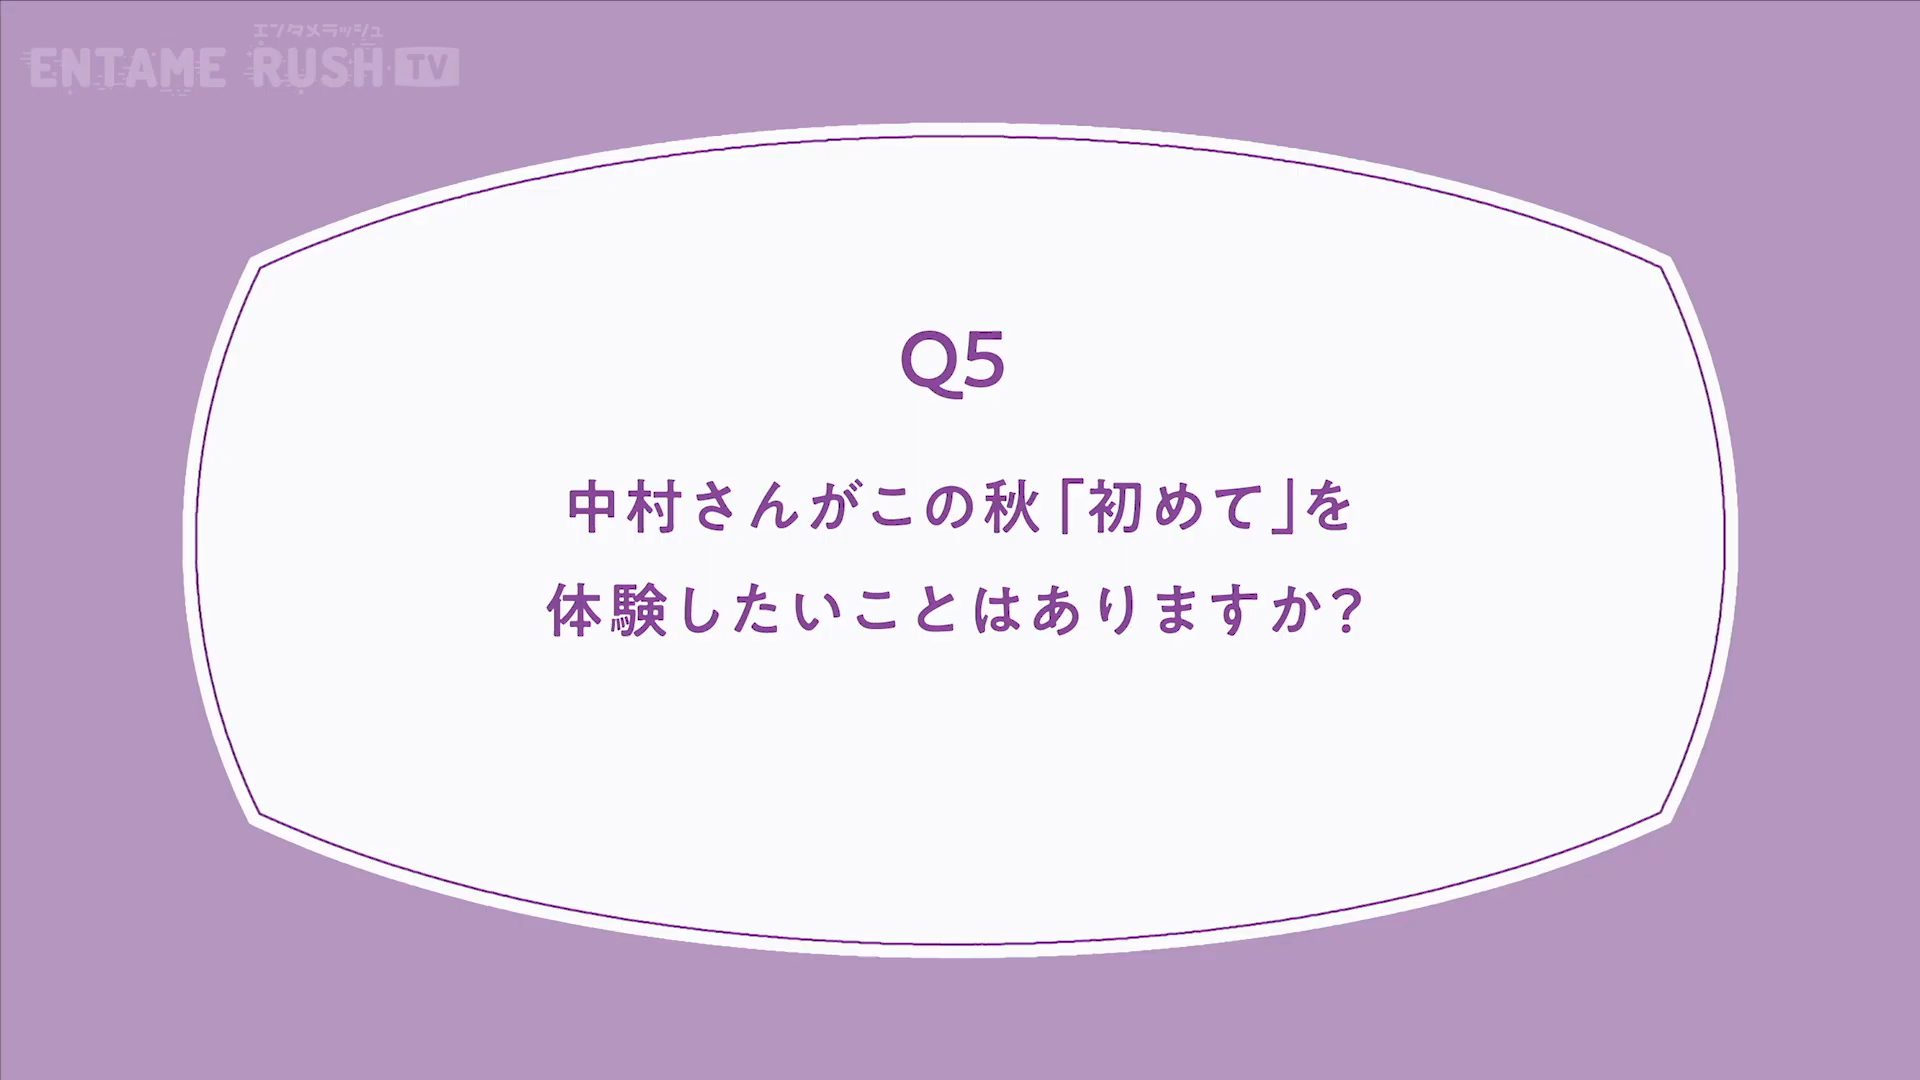 エンタメラッシュ
ENTAME RUSH TV
Q5
中村さんがこの秋「初めて」を
体験したいことはありますか？